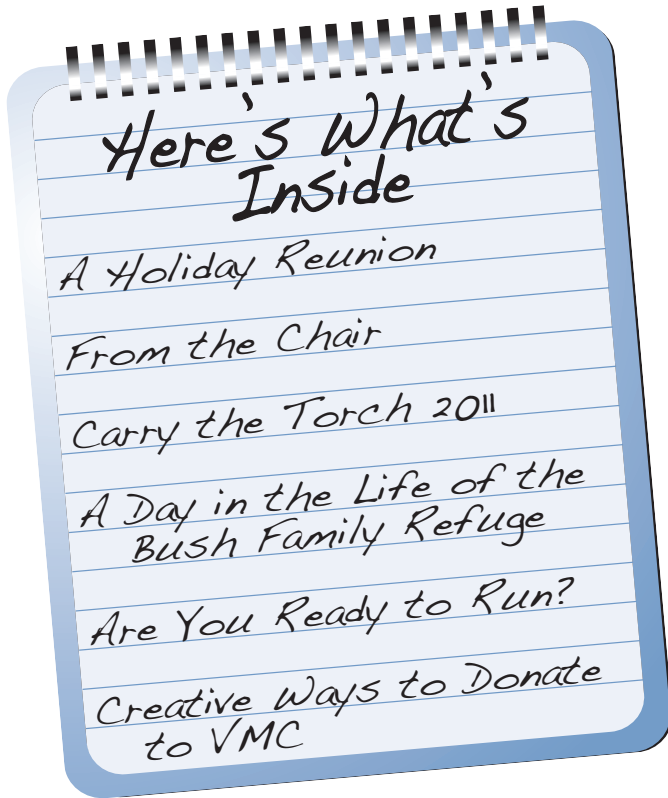 Here's What's
Inside
A Holiday Reunion
From the Chair
Carry the Torch 2011
A Day in the Life of the
Bush Family Refuge
Are You Ready to Run?
Creative Ways to Donate
to VMC